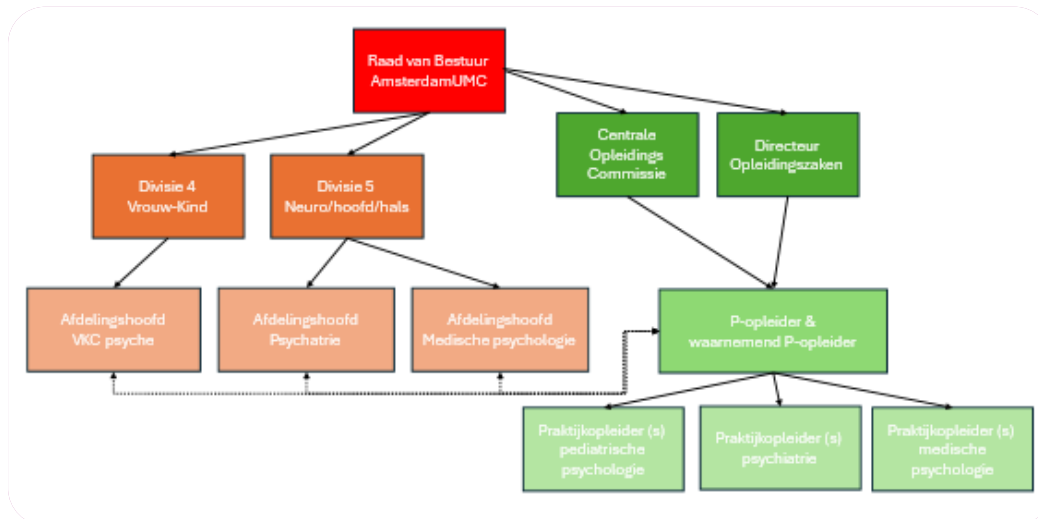 Raad van Bestuur
AmsterdamUMC
Centrale
Opleidings
Commissie
Directeur
Opleidingszaken
Divisie 4
Vrouw-Kind
Divisie 5
Neuro/hoofd/hals
Afdelingshoofd
VKC psyche
Afdelingshoofd
Psychatrie
Afdelingshoofd
Medische psychologie
P-opleider &
waarnemend P-opleider
Praktijkopleider (s)
pediatrische
psychologie
Praktijkopleider (s)
psychiatrie
Praktijkopleider (s)
medische
psychologie